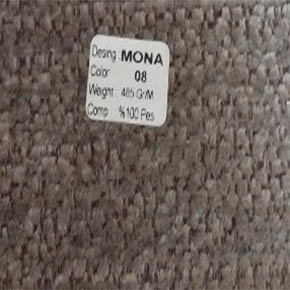 Desing : MONA
Color 08
Weight : 485 Gr/M
Comp %100 Pes